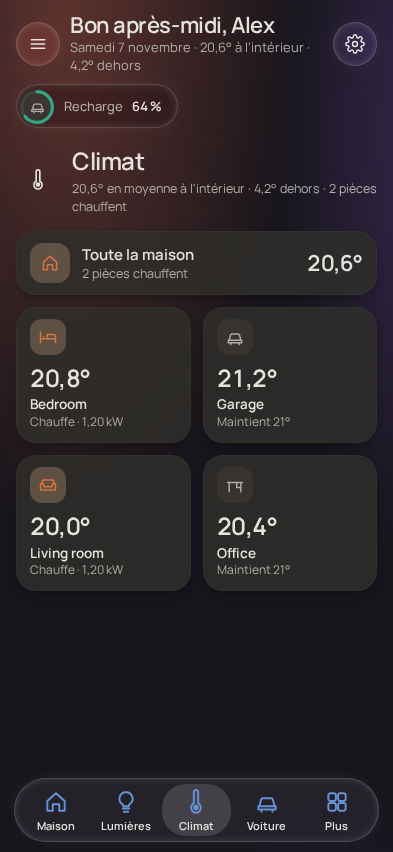 Bon après-midi, Alex
Samedi 7 novembre · 20,6° à l'intérieur ·
4,2° dehors
Recharge 64 %
Climat
20,6° en moyenne à l'intérieur · 4,2° dehors · 2 pièces
chauffent
Toute la maison
2 pièces chauffent
20,6°
20,8°
Bedroom
Chauffe · 1,20 kW
21,2°
Garage
Maintient 21°
20,0°
Living room
Chauffe · 1,20 kW
20,4°
Office
Maintient 21°
Maison
Lumières
Climat
Voiture
Plus